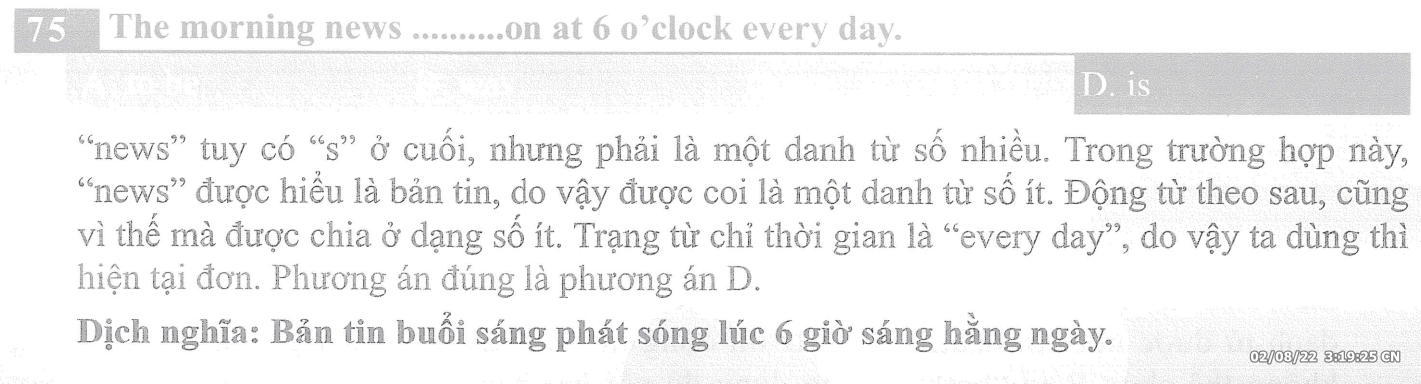 75 The morning news ..........on at 6 o’clock every day.
D. is
“news” tuy có “s” ở cuối, nhưng phải là một danh từ số nhiều. Trong trường hợp này,
“news” được hiểu là bản tin, do vậy được coi là một danh từ số ít. Động từ theo sau, cũng
vì thế mà được chia ở dạng số ít. Trạng từ chỉ thời gian là “every day”, do vậy ta dùng thì
hiện tại đơn. Phương án đúng là phương án D.
Dịch nghĩa: Bản tin buổi sáng phát sóng lúc 6 giờ sáng hằng ngày.
02/08/22 3:19:25 CN